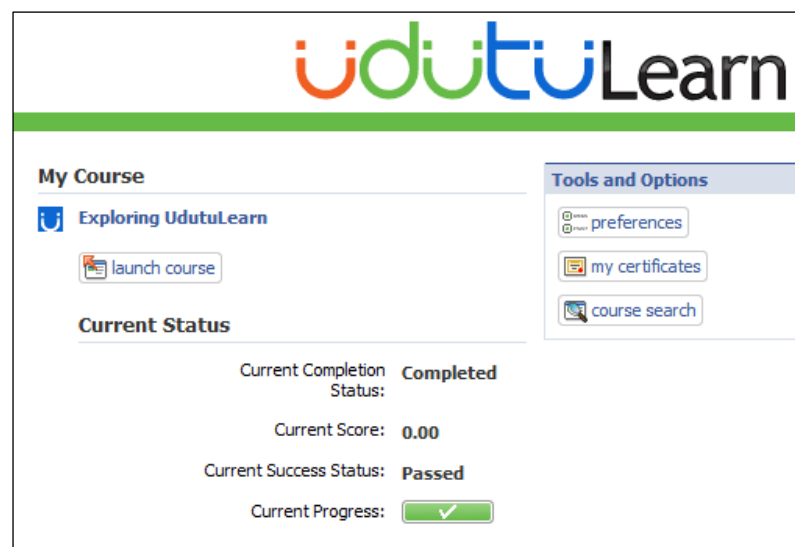 uduTuLearn
My Course
Tools and Options
Exploring UdutuLearn
preferences
launch course
my certificates
course search
Current Status
Current Completion
Status:
Completed
Current Score: 0.00
Current Success Status: Passed
Current Progress: